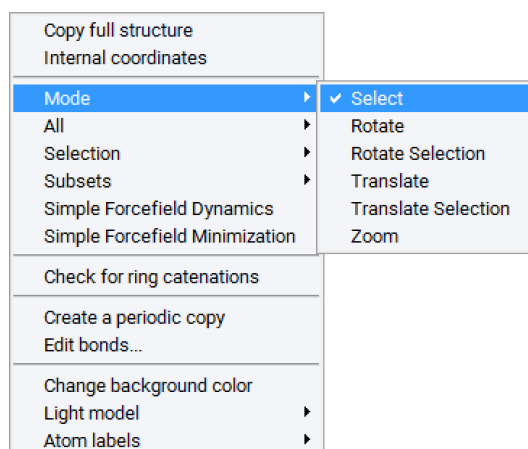 Copy full structure
Internal coordinates
Mode
All
Selection
Subsets
Simple Forcefield Dynamics
Simple Forcefield Minimization
Check for ring catenations
Create a periodic copy
Edit bonds...
Change background color
Light model
Atom labels
Select
Rotate
Rotate Selection
Translate
Translate Selection
Zoom